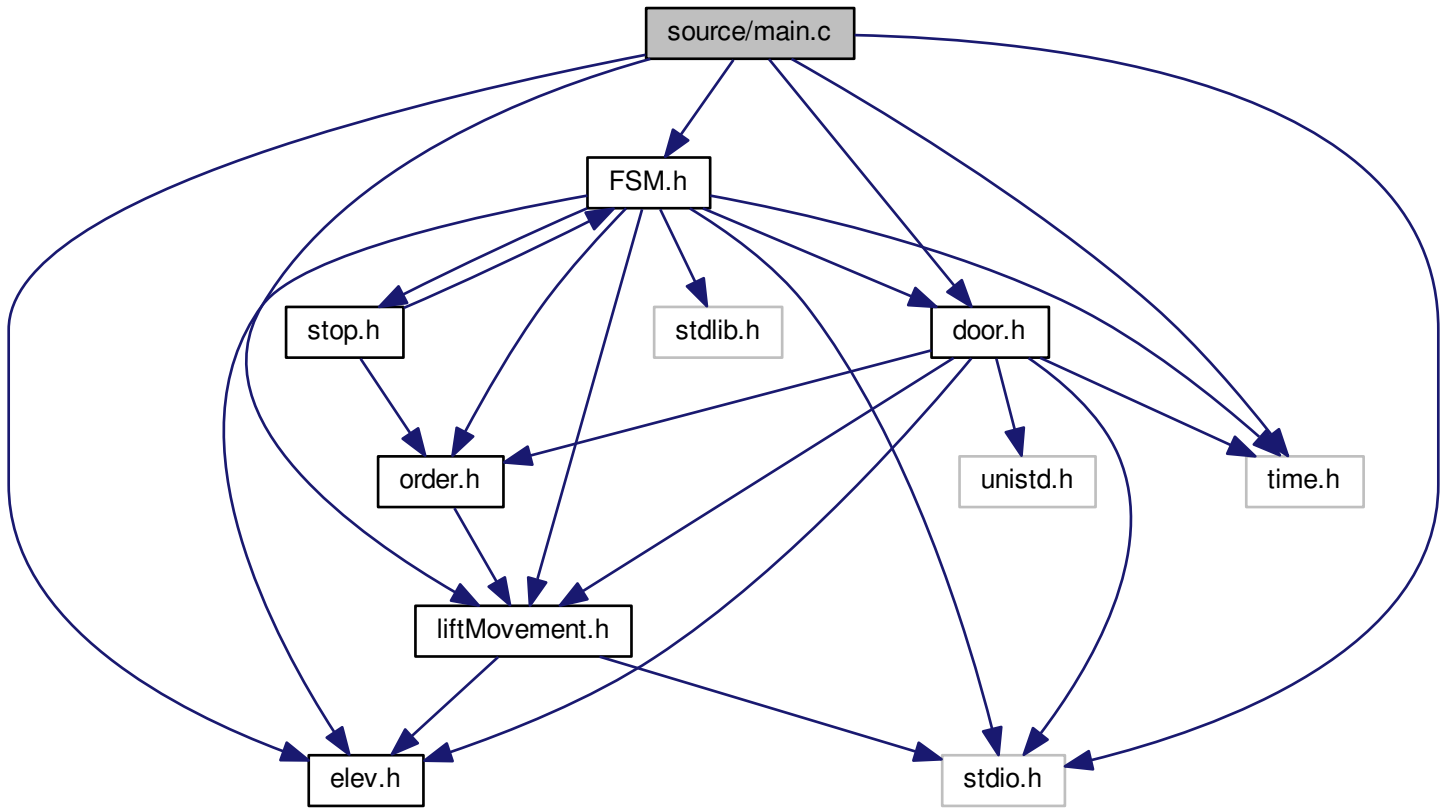 source/main.c
FSM.h
stop.h
stdlib.h
door.h
order.h
unistd.h
time.h
liftMovement.h
elev.h
stdio.h